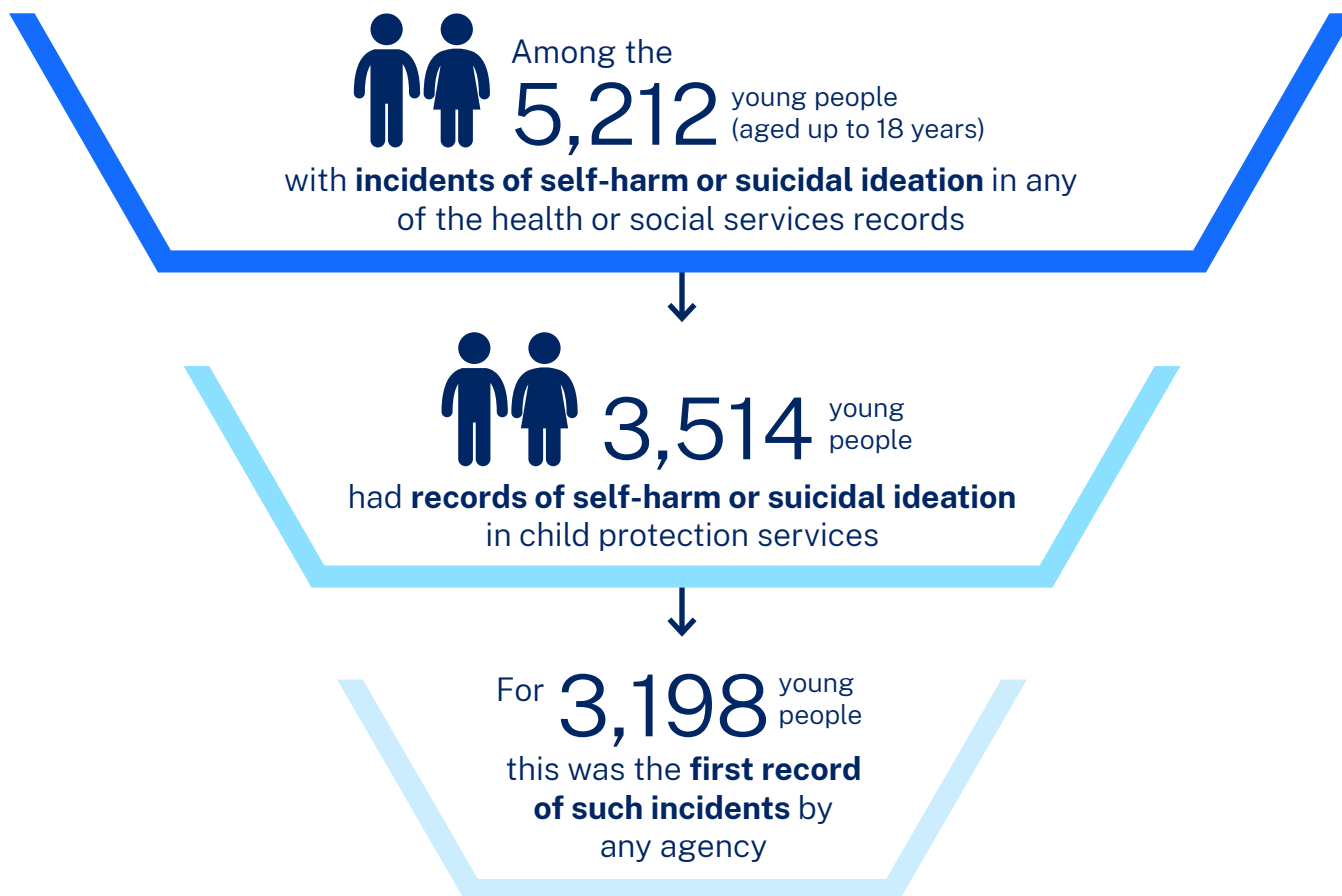 Among the
5,212 young people
(aged up to 18 years)
with incidents of self-harm or suicidal ideation in any
of the health or social services records
3,514 young
people
had records of self-harm or suicidal ideation
in child protection services
For 3,198 young
people
this was the first record
of such incidents by
any agency